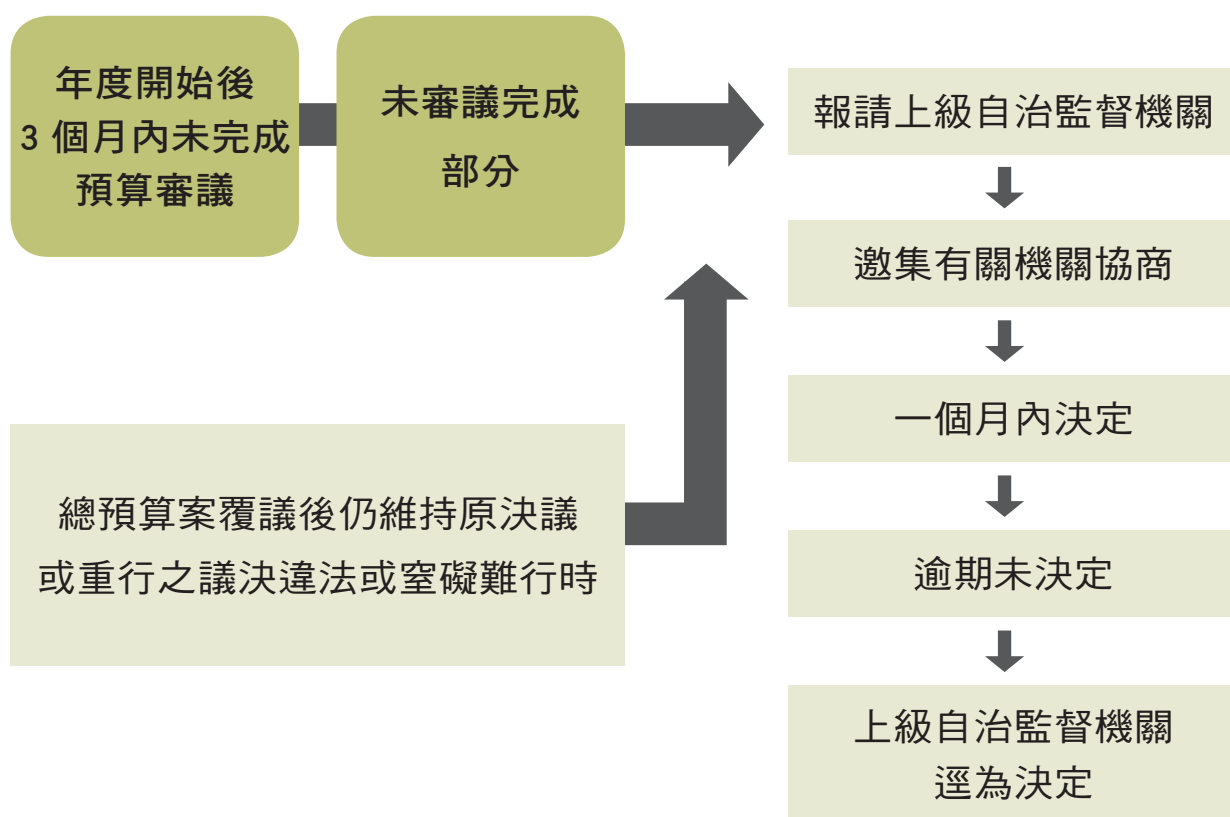 年度開始後
3 個月內未完成
預算審議
未審議完成
部分
總預算案覆議後仍維持原決議
或重行之議決違法或窒礙難行時
報請上級自治監督機關
邀集有關機關協商
一個月內決定
逾期未決定
上級自治監督機關
逕為決定